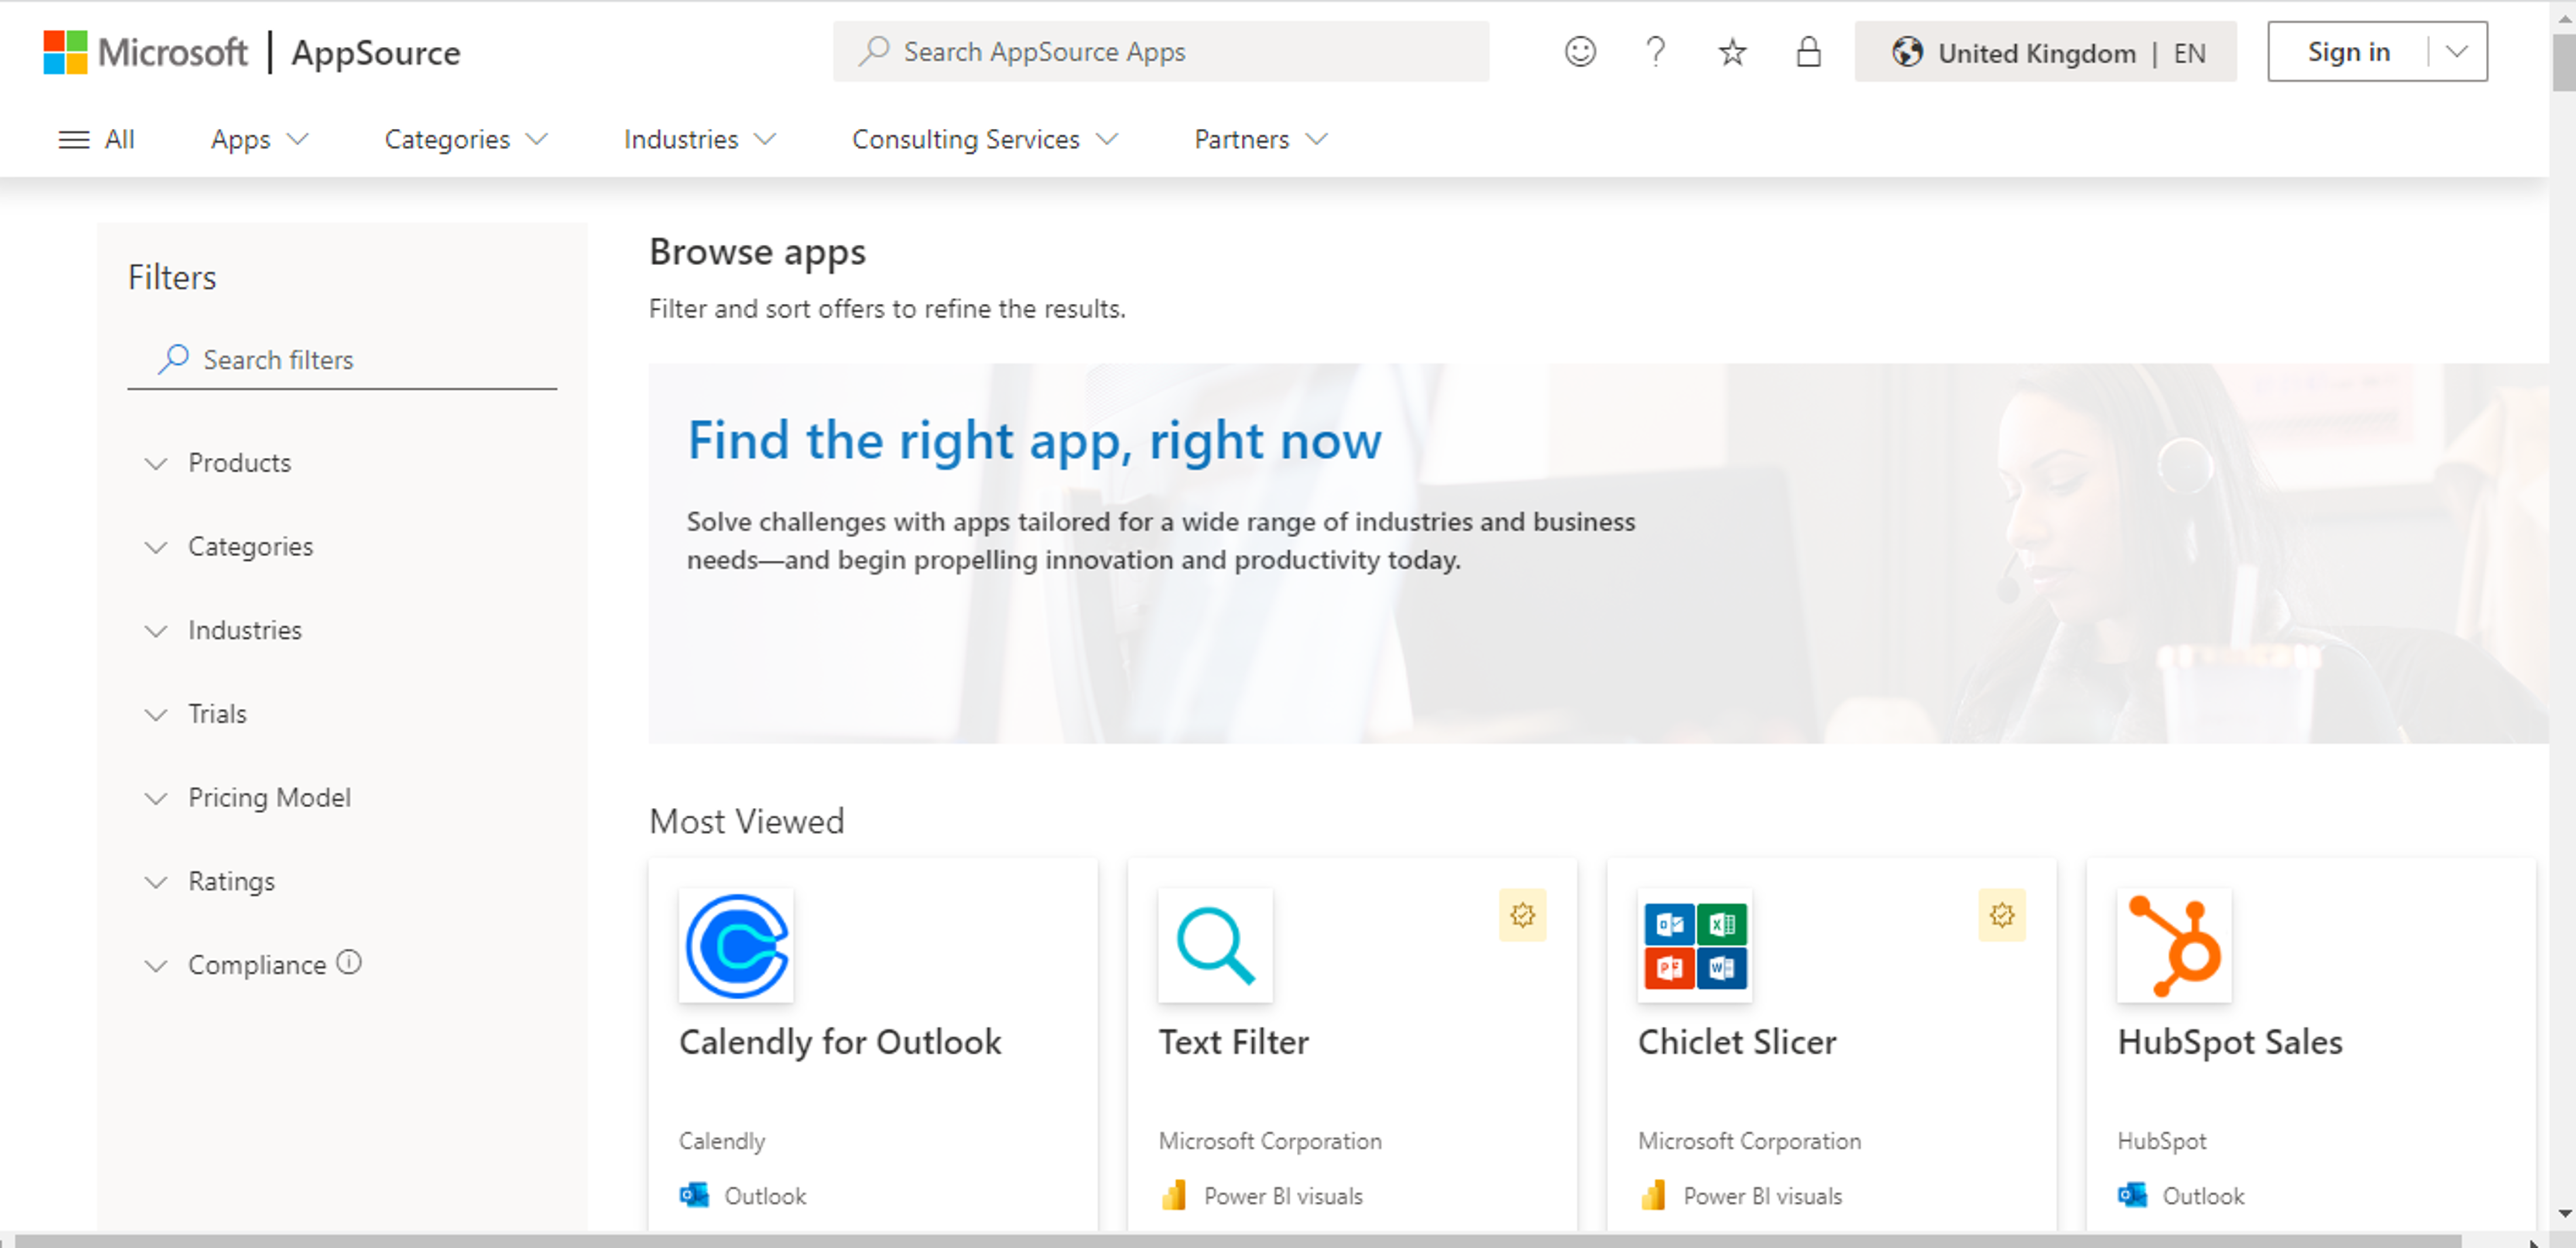 Microsoft | AppSource
Search AppSource Apps
United Kingdom | EN
Sign in
All
Apps
Categories
Industries
Consulting Services
Partners
Filters
Search filters
Products
Categories
Industries
Trials
Pricing Model
Ratings
Compliance
Browse apps
Filter and sort offers to refine the results.
Find the right app, right now
Solve challenges with apps tailored for a wide range of industries and business
needs—and begin propelling innovation and productivity today.
Most Viewed
Calendly for Outlook
Calendly
Outlook
Text Filter
Microsoft Corporation
Power BI visuals
Chiclet Slicer
Microsoft Corporation
Power BI visuals
HubSpot Sales
HubSpot
Outlook